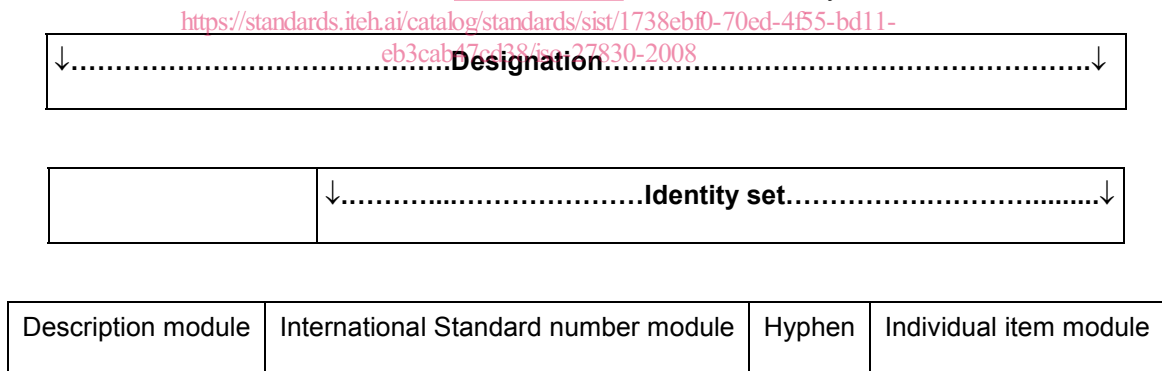 https://standards.iteh.ai/catalog/standards/sist/1738ebf0-70ed-4f55-bd11-
eb3cab47cd38/iso-27830-2008
↓…………………………………….Designation……………………………………………….↓
↓………....…………………Identity set…………….………….........↓
Description module International Standard number module Hyphen Individual item module